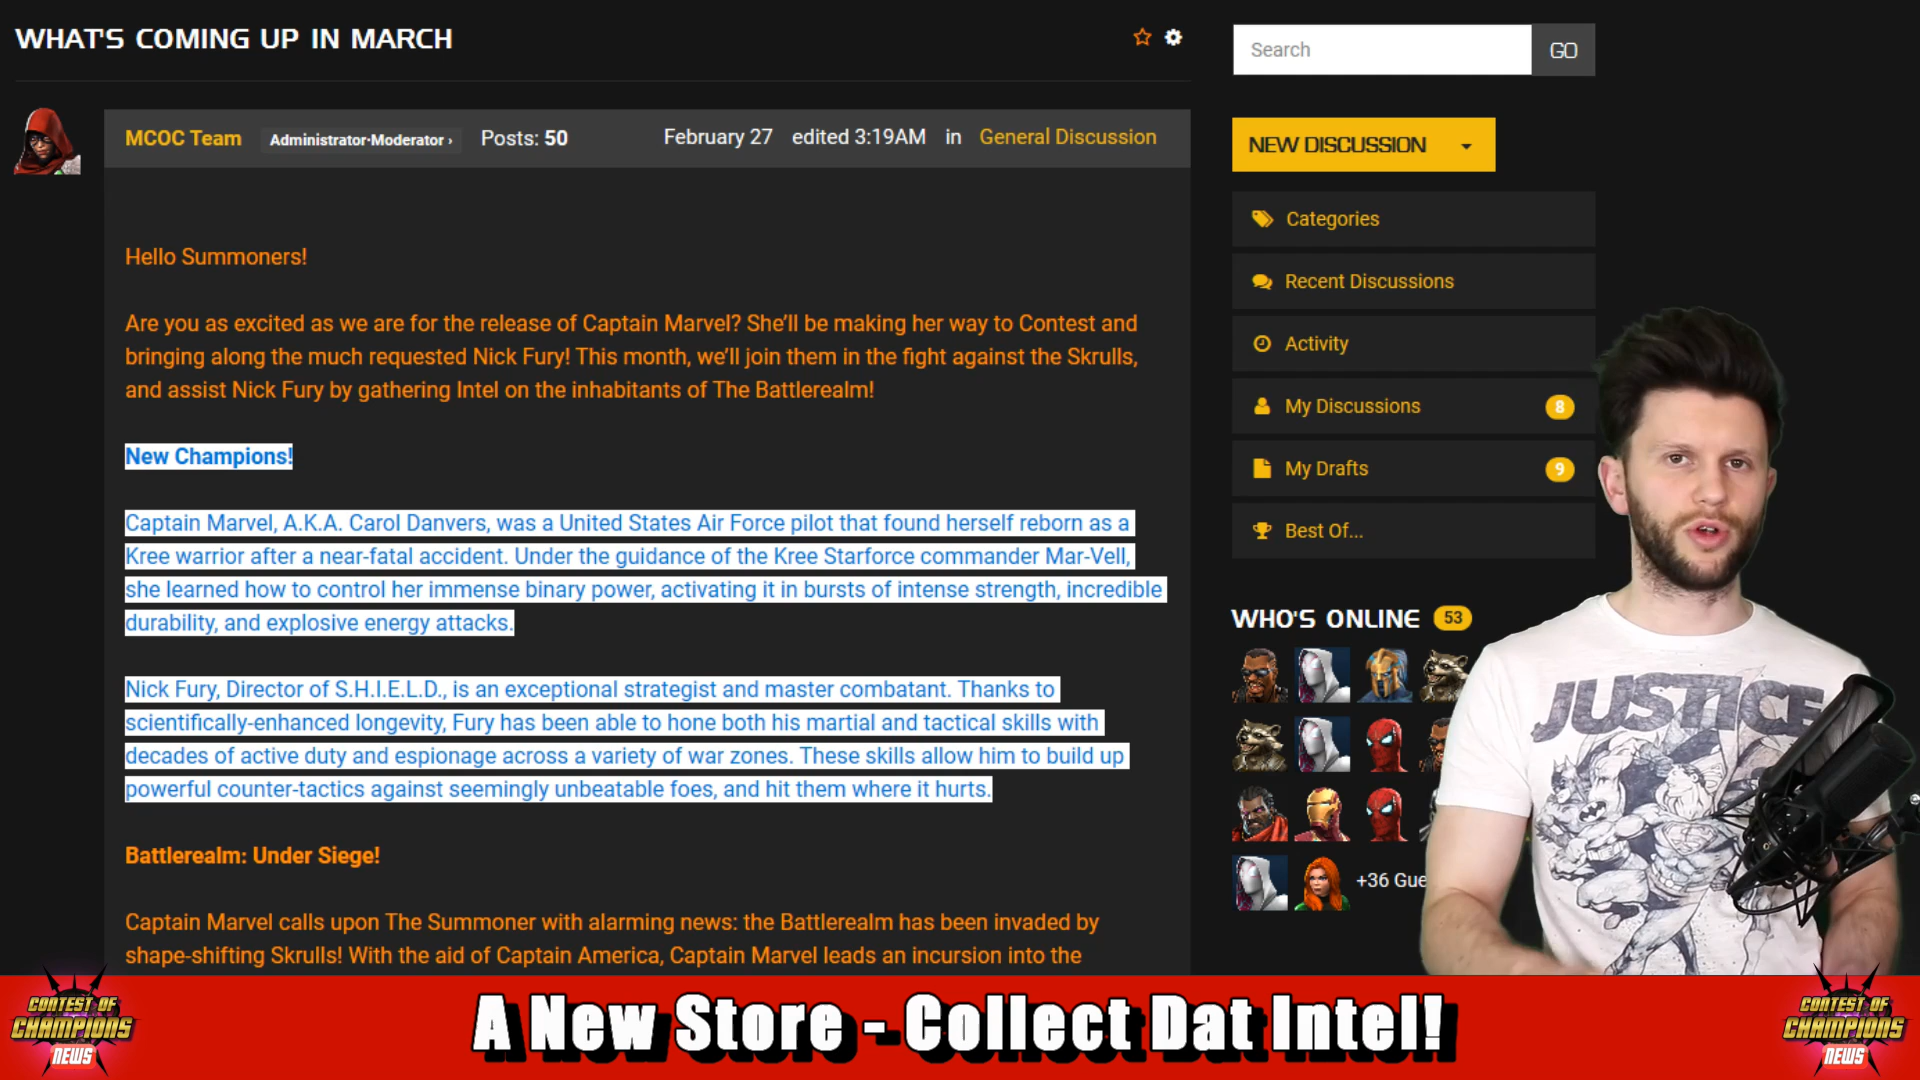 WHAT'S COMING UP IN MARCH
MCOC Team Administrator·Moderator › Posts: 50 February 27 edited 3:19AM in General Discussion
Hello Summoners!
Are you as excited as we are for the release of Captain Marvel? She'll be making her way to Contest and
bringing along the much requested Nick Fury! This month, we'll join them in the fight against the Skrulls,
and assist Nick Fury by gathering Intel on the inhabitants of The Battlerealm!
New Champions!
Captain Marvel, A.K.A. Carol Danvers, was a United States Air Force pilot that found herself reborn as a
Kree warrior after a near-fatal accident. Under the guidance of the Kree Starforce commander Mar-Vell,
she learned how to control her immense binary power, activating it in bursts of intense strength, incredible
durability, and explosive energy attacks.
Nick Fury, Director of S.H.I.E.L.D., is an exceptional strategist and master combatant. Thanks to
scientifically-enhanced longevity, Fury has been able to hone both his martial and tactical skills with
decades of active duty and espionage across a variety of war zones. These skills allow him to build up
powerful counter-tactics against seemingly unbeatable foes, and hit them where it hurts.
Battlerealm: Under Siege!
Captain Marvel calls upon The Summoner with alarming news: the Battlerealm has been invaded by
shape-shifting Skrulls! With the aid of Captain America, Captain Marvel leads an incursion into the
Search GO
NEW DISCUSSION
Categories
Recent Discussions
Activity
My Discussions 8
My Drafts 9
Best Of...
WHO'S ONLINE 53
+36 Gue
JUSTICE
CONTEST OF
CHAMPIONS
NEWS
A New Store - Collect Dat Intel!
CONTEST OF
CHAMPIONS
NEWS